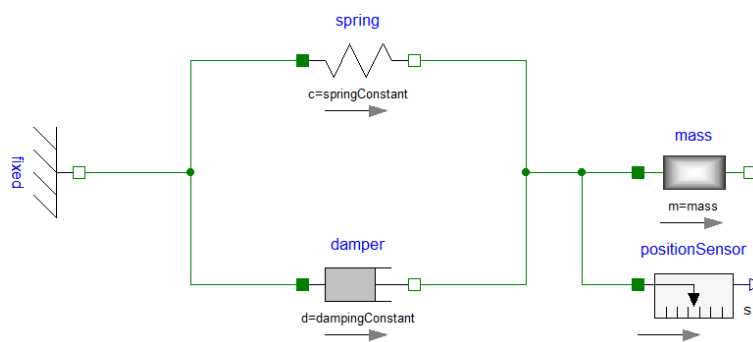 spring
c=springConstant
fixed
mass
m=mass
damper
d=dampingConstant
positionSensor
s